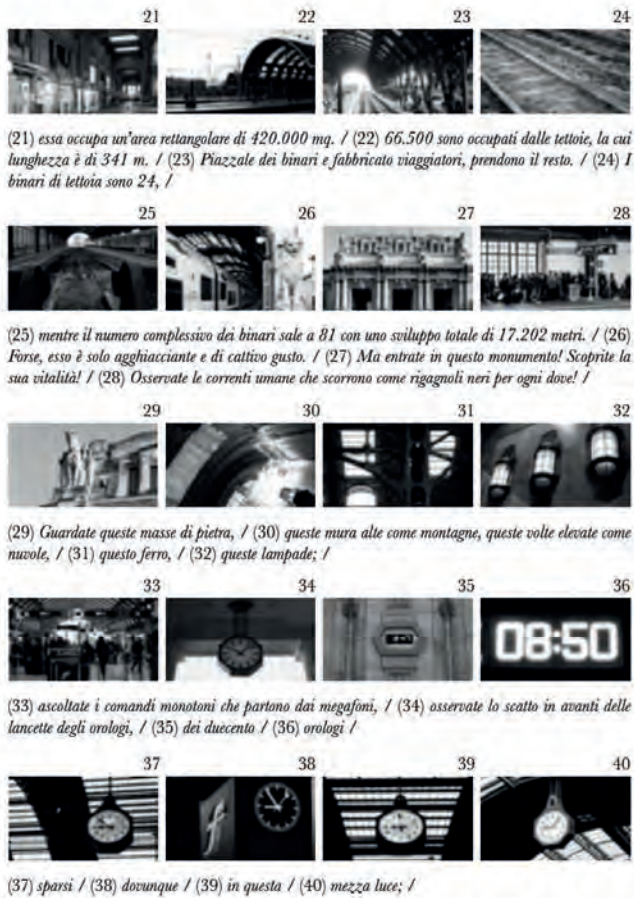 21 22 23 24
(21) essa occupa un'area rettangolare di 420.000 mq. / (22) 66.500 sono occupati dalle tettoie, la cui
lunghezza è di 341 m. / (23) Piazzale dei binari e fabbricato viaggiatori, prendono il resto. / (24) I
binari di tettoia sono 24, /
25 26 27 28
(25) mentre il numero complessivo dei binari sale a 81 con uno sviluppo totale di 17.202 metri. / (26)
Forse, esso è solo agghiacciante e di cattivo gusto. / (27) Ma entrate in questo monumento! Scoprite la
sua vitalità! / (28) Osservate le correnti umane che scorrono come rigagnoli neri per ogni dove! /
29 30 31 32
(29) Guardate queste masse di pietra, / (30) queste mura alte come montagne, queste volte elevate come
nuvole, / (31) questo ferro, / (32) queste lampade; /
33 34 35 36
08:50
(33) ascoltate i comandi monotoni che partono dai megafoni, / (34) osservate lo scatto in avanti delle
lancette degli orologi, / (35) dei duecento / (36) orologi /
37 38 39 40
f
(37) sparsi / (38) dovunque / (39) in questa / (40) mezza luce; /